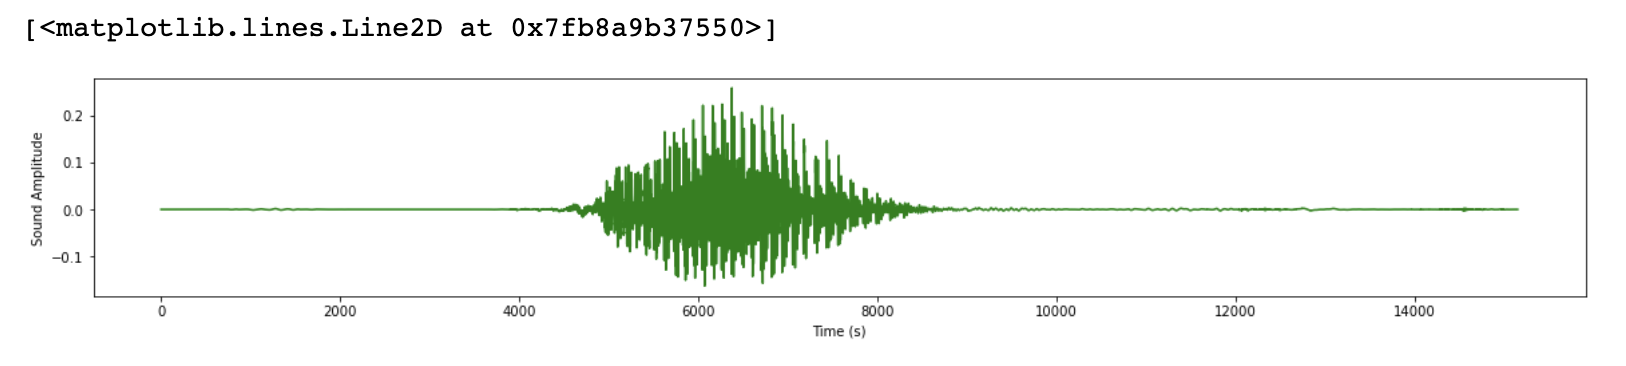 [<matplotlib.lines.Line2D at 0x7fb8a9b37550>]
0.2
0.1
0.0
−0.1
Sound Amplitude
0 2000 4000 6000 8000 10000 12000 14000
Time (s)